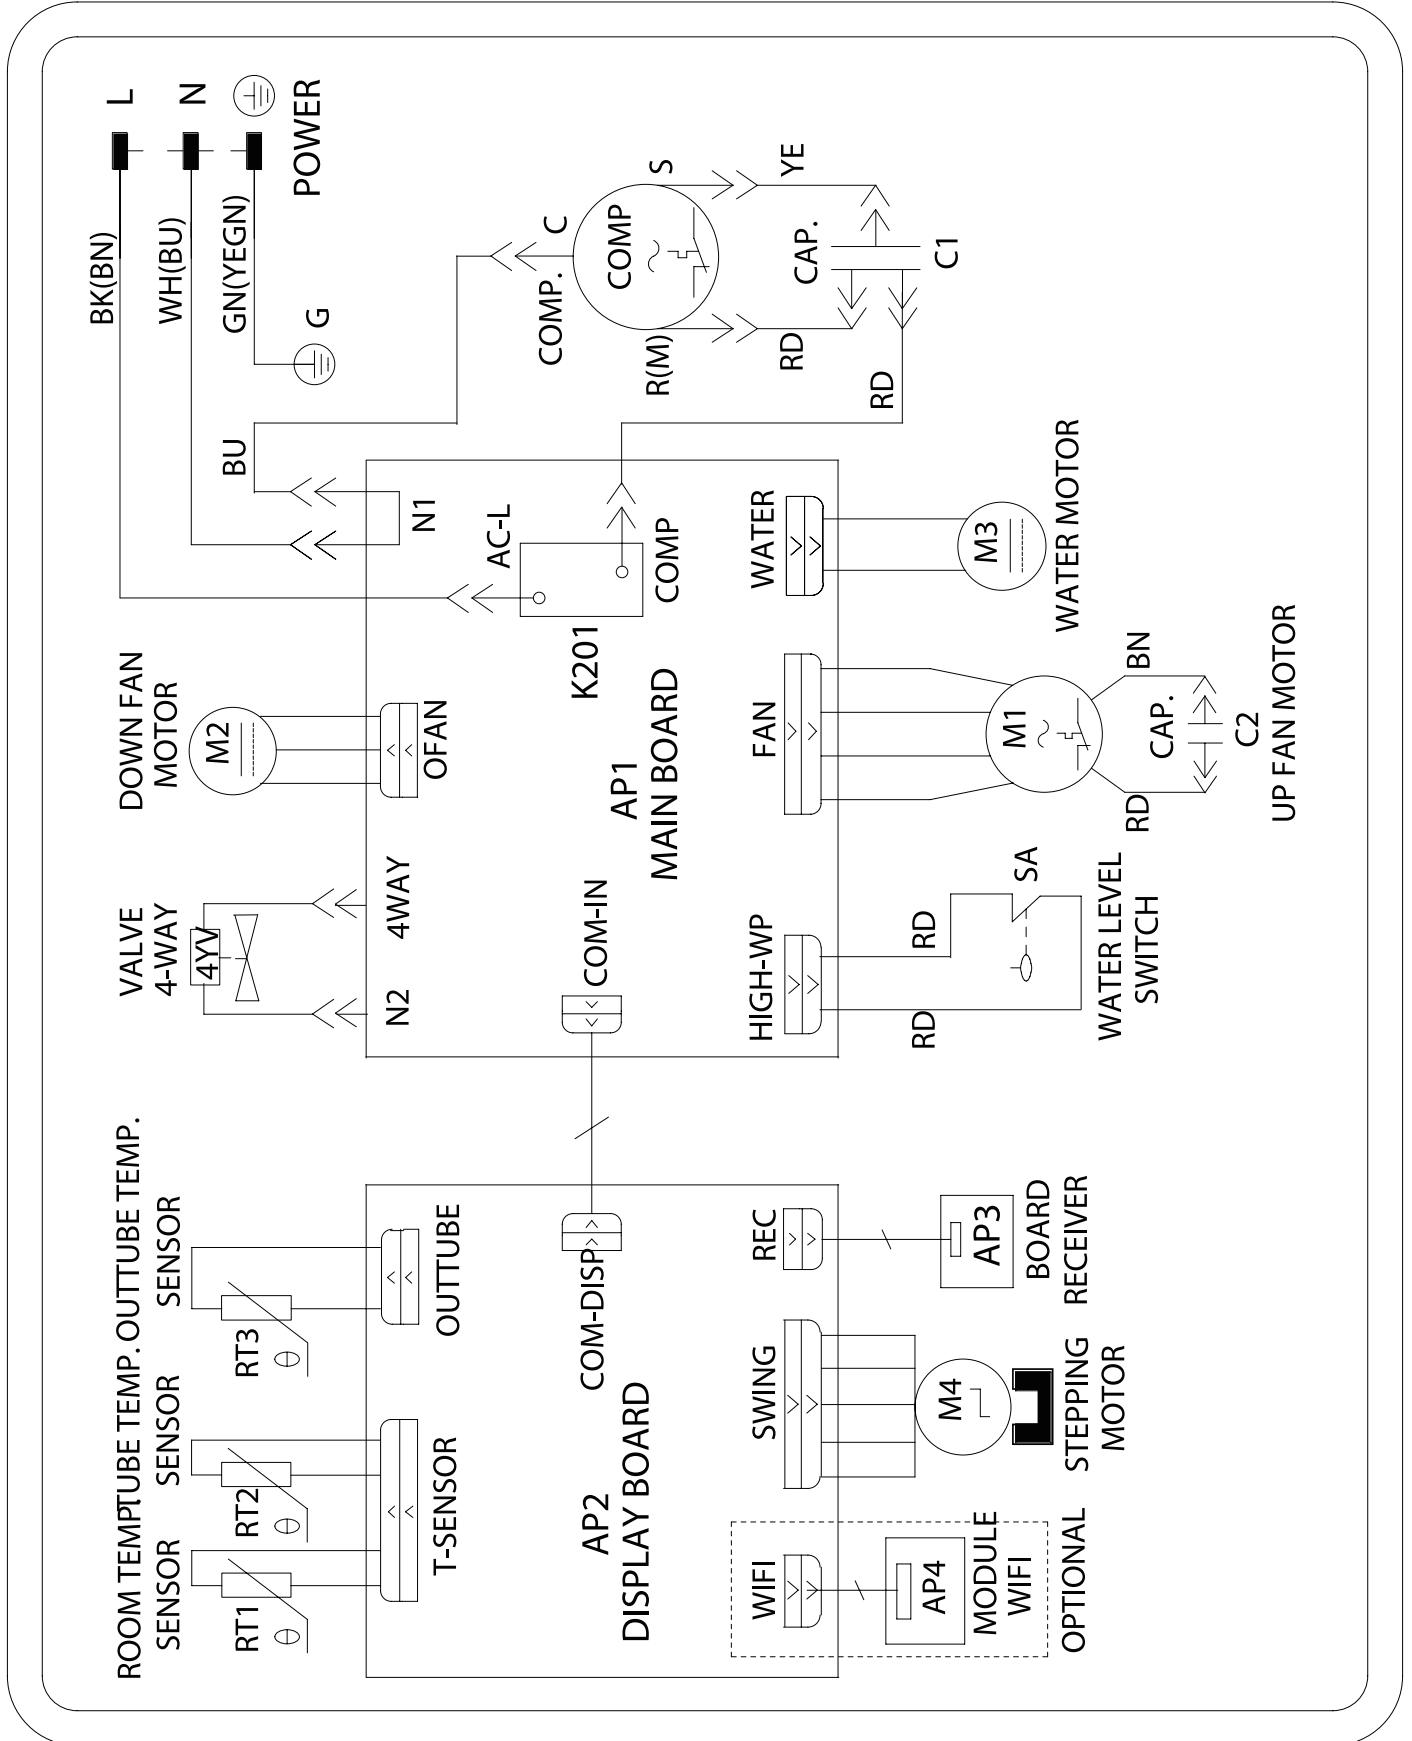 ROOM TEMP.
SENSOR
TUBE TEMP.
SENSOR
OUTTUBE TEMP.
SENSOR
RT1
θ
RT2
θ
RT3
θ
T-SENSOR
OUTTUBE
AP2
DISPLAY BOARD
COM-DISP
WIFI
AP4
MODULE
WIFI
OPTIONAL
SWING
M4
STEPPING
MOTOR
REC
AP3
BOARD
RECEIVER
VALVE
4-WAY
4YV
N2
4WAY
DOWN FAN
MOTOR
M2
OFAN
COM-IN
AP1
MAIN BOARD
K201
AC-L
COMP
N1
HIGH-WP
RD
RD
SA
WATER LEVEL
SWITCH
FAN
M1
RD
BN
CAP.
C2
UP FAN MOTOR
WATER
M3
WATER MOTOR
BK(BN)
L
WH(BU)
N
GN(YEGN)
POWER
G
BU
COMP.
C
COMP
R(M)
S
RD
YE
CAP.
RD
C1